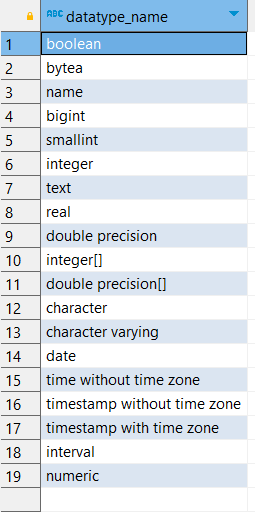 ABC datatype_name
1 boolean
2 bytea
3 name
4 bigint
5 smallint
6 integer
7 text
8 real
9 double precision
10 integer[]
11 double precision[]
12 character
13 character varying
14 date
15 time without time zone
16 timestamp without time zone
17 timestamp with time zone
18 interval
19 numeric